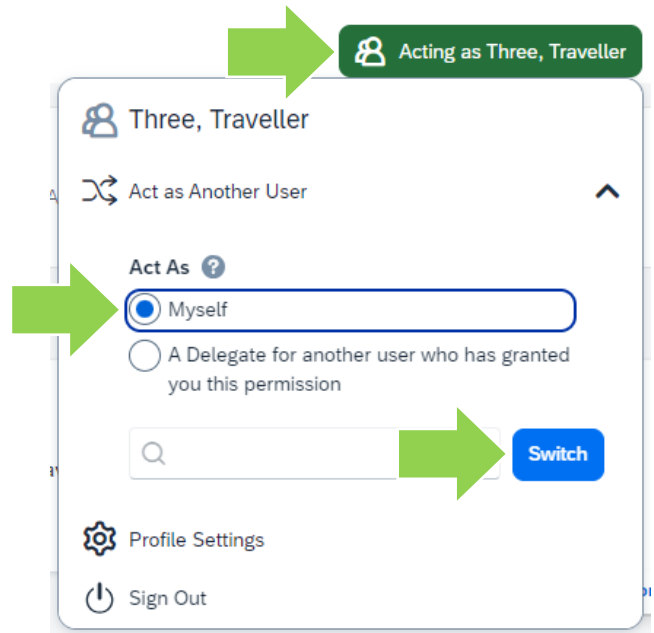 Acting as Three, Traveller
Three, Traveller
Act as Another User
Act As ?
Myself
A Delegate for another user who has granted
you this permission
Switch
Profile Settings
Sign Out